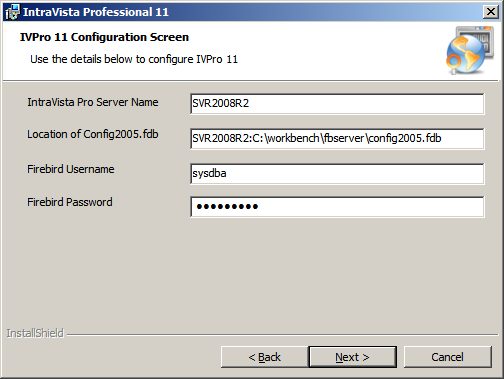 IntraVista Professional 11
IVPro 11 Configuration Screen
Use the details below to configure IVPro 11
IntraVista Pro Server Name
SVR2008R2
Location of Config2005.fdb
SVR2008R2:C:\workbench\fbserver\config2005.fdb
Firebird Username
sysdba
Firebird Password
●●●●●●●●●
InstallShield
< Back
Next >
Cancel